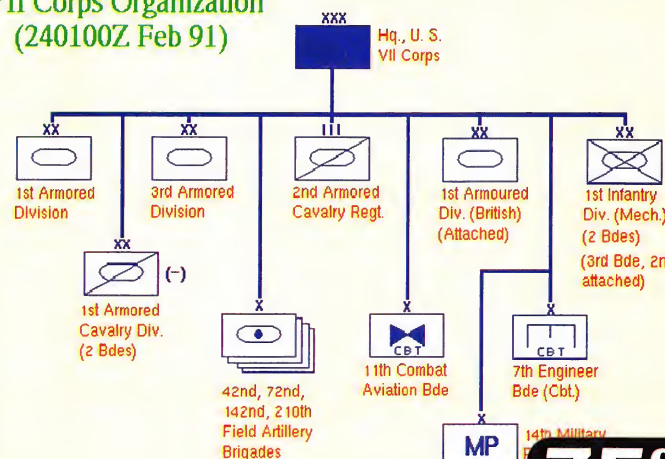 VII Corps Organization
(240100Z Feb 91)
XXX
Hq., U. S.
VII Corps
XX
1st Armored
Division
XX
3rd Armored
Division
III
2nd Armored
Cavalry Regt.
XX
1st Armoured
Div. (British)
(Attached)
XX
1st Infantry
Div. (Mech.)
(2 Bdes)
(3rd Bde,
attached)
XX
(-)
1st Armored
Cavalry Div.
(2 Bdes)
X
42nd, 72nd,
142nd, 210th
Field Artillery
Brigades
X
CBT
11th Combat
Aviation Bde
X
CBT
7th Engineer
Bde (Cbt.)
X
MP
14th Military